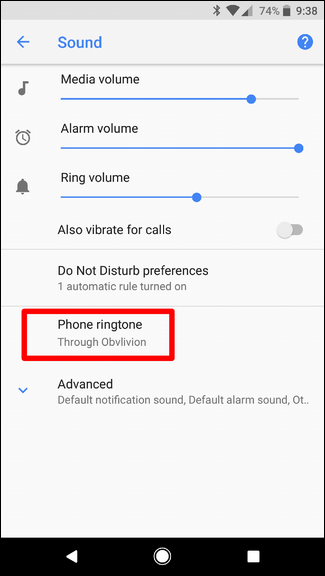 74% 9:38
Sound
Media volume
Alarm volume
Ring volume
Also vibrate for calls
Do Not Disturb preferences
1 automatic rule turned on
Phone ringtone
Through Obvlivion
Advanced
Default notification sound, Default alarm sound, Ot..